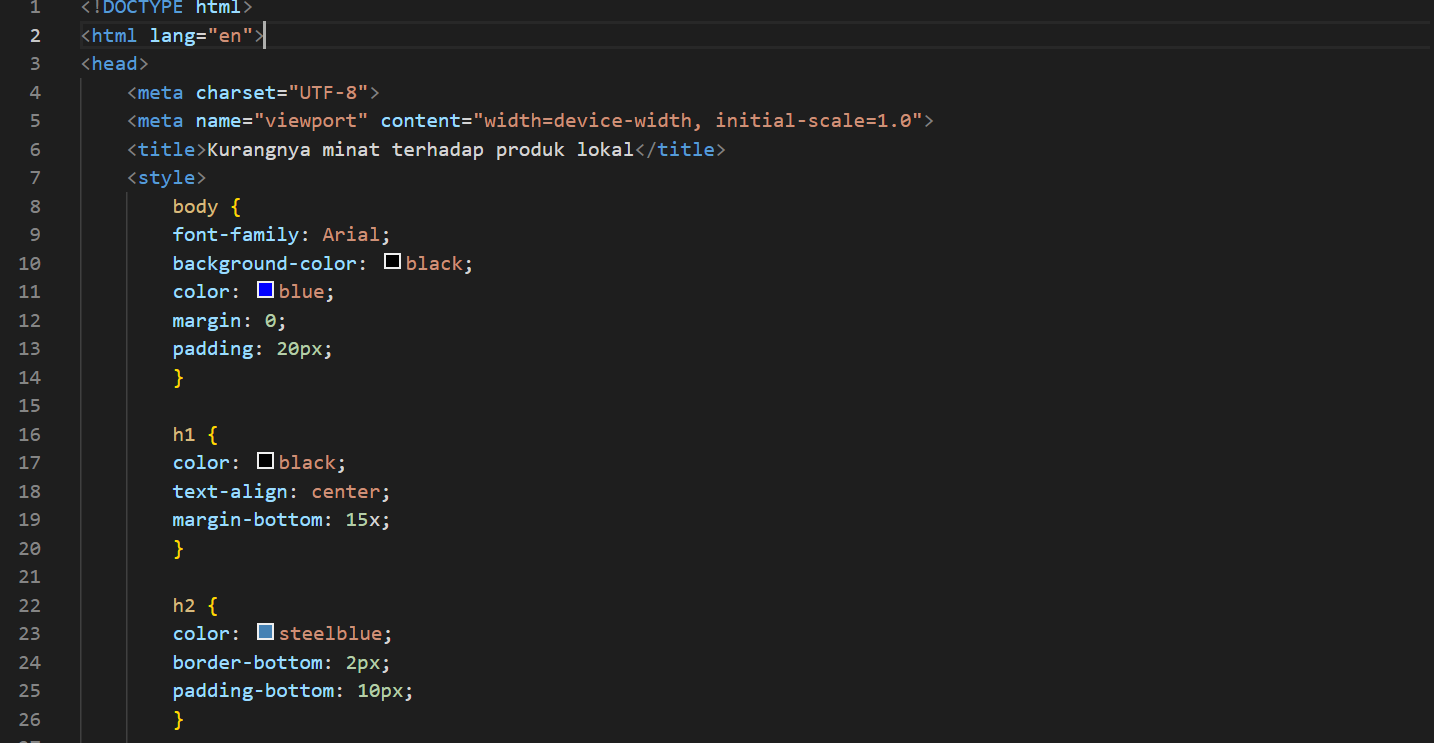 1 <!DOCTYPE html>
2 <html lang="en">
3 <head>
4     <meta charset="UTF-8">
5     <meta name="viewport" content="width=device-width, initial-scale=1.0">
6     <title>Kurangnya minat terhadap produk lokal</title>
7     <style>
8         body {
9         font-family: Arial;
10         background-color: black;
11         color: blue;
12         margin: 0;
13         padding: 20px;
14         }
15
16         h1 {
17         color: black;
18         text-align: center;
19         margin-bottom: 15x;
20         }
21
22         h2 {
23         color: steelblue;
24         border-bottom: 2px;
25         padding-bottom: 10px;
26         }